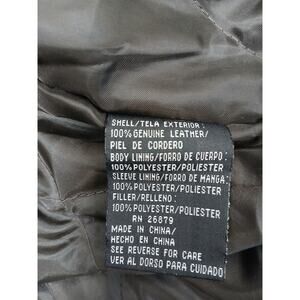 SHELL/TELA EXTERIOR:
100% GENUINE LEATHER/
PIEL DE CORDERO
BODY LINING/FORRO DE CUERPO:
100% POLYESTER/POLIESTER
SLEEVE LINING/FORRO DE MANGA:
100% POLYESTER/POLIESTER
FILLER/RELLENO:
100% POLYESTER/POLIESTER
RN 26879
MADE IN CHINA/
HECHO EN CHINA
SEE REVERSE FOR CARE
VER AL DORSO PARA CUIDADO